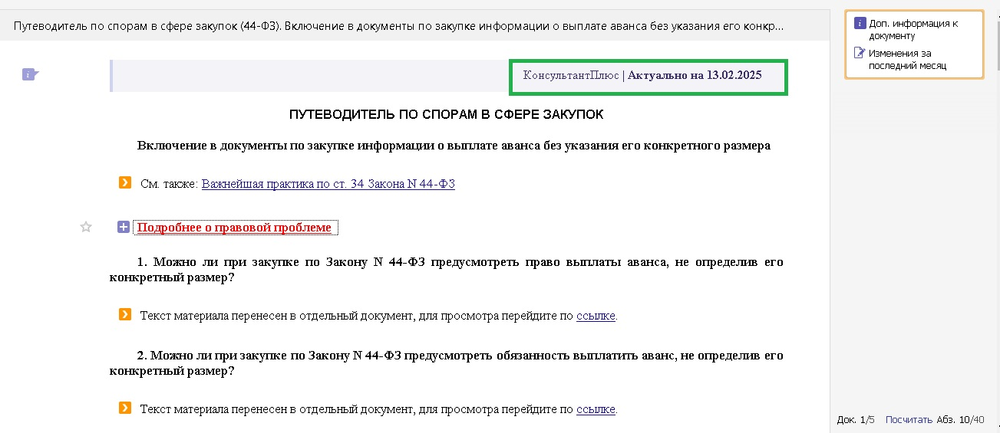 Путеводитель по спорам в сфере закупок (44-ФЗ). Включение в документы по закупке информации о выплате аванса без указания его конкр...
Доп. информация к
документу
Изменения за
последний месяц
КонсультантПлюс | Актуально на 13.02.2025
ПУТЕВОДИТЕЛЬ ПО СПОРАМ В СФЕРЕ ЗАКУПОК
Включение в документы по закупке информации о выплате аванса без указания его конкретного размера
См. также: Важнейшая практика по ст. 34 Закона N 44-ФЗ
Подробнее о правовой проблеме
1. Можно ли при закупке по Закону N 44-ФЗ предусмотреть право выплаты аванса, не определив его
конкретный размер?
Текст материала перенесен в отдельный документ, для просмотра перейдите по ссылке.
2. Можно ли при закупке по Закону N 44-ФЗ предусмотреть обязанность выплатить аванс, не определив его
конкретный размер?
Текст материала перенесен в отдельный документ, для просмотра перейдите по ссылке.
Док. 1/5 Посчитать Абз. 10/40